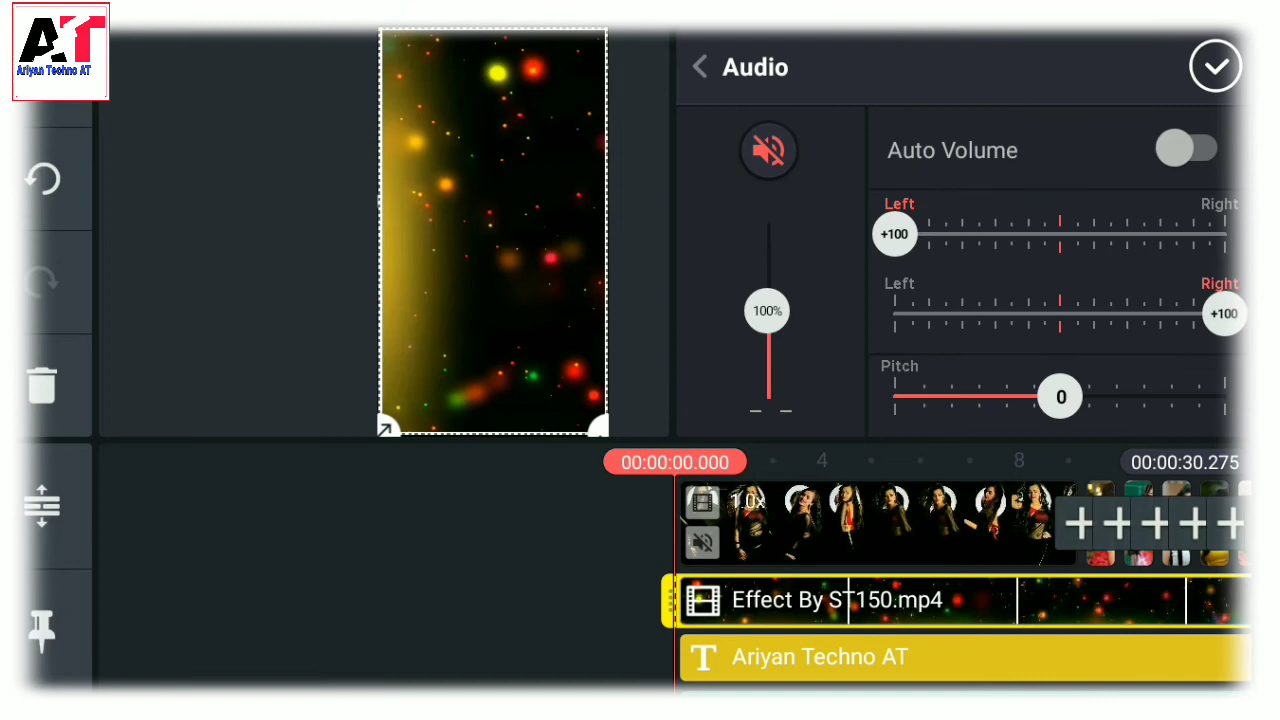 AT
Ariyan Techno AT
Audio
Auto Volume
Left
Right
+100
Left
Right
+100
100%
Pitch
0
00:00:00.000
4
8
00:00:30.275
1.0x
Effect By ST150.mp4
T
Ariyan Techno AT